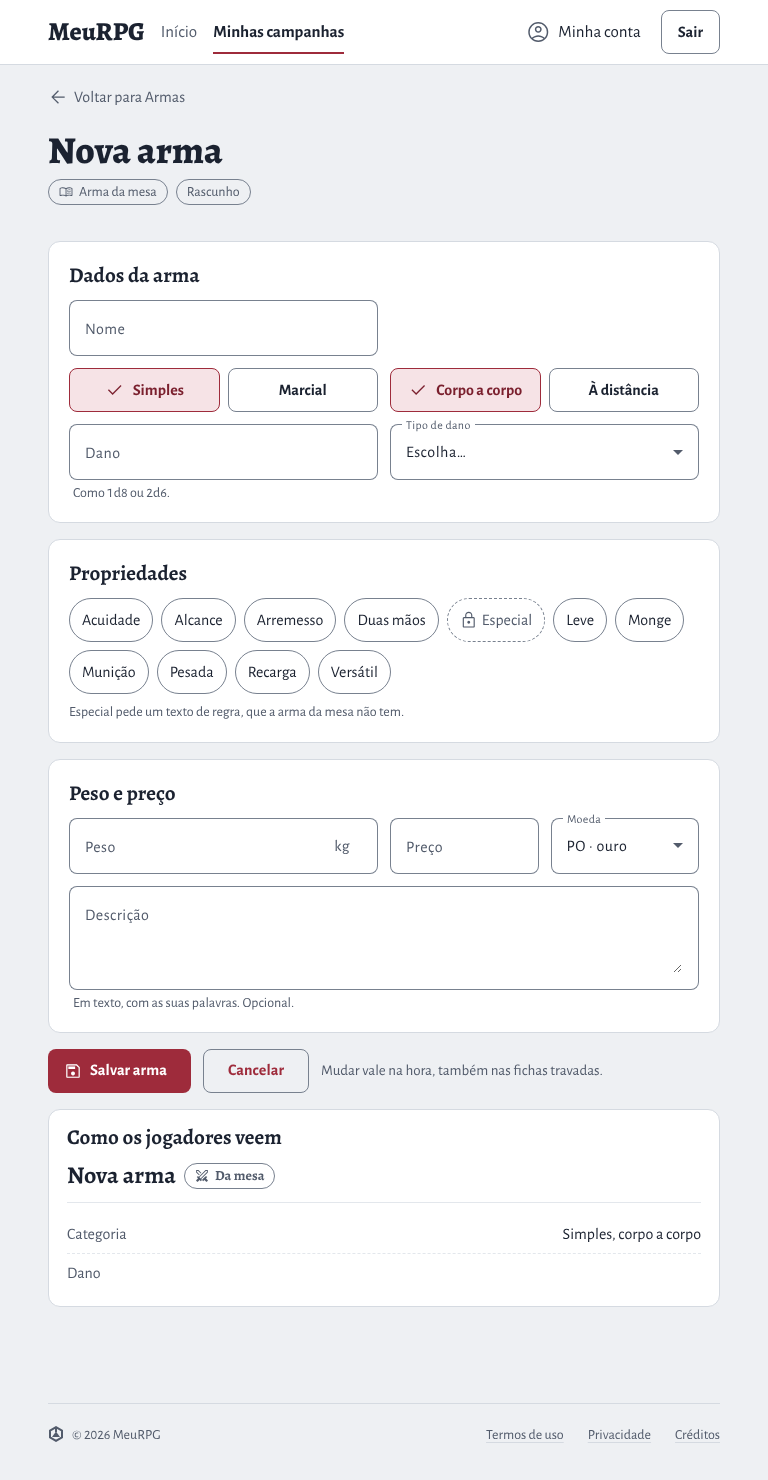 MeuRPG Início Minhas campanhas Minha conta Sair
Voltar para Armas
Nova arma
Arma da mesa Rascunho
Dados da arma
Nome
Simples Marcial Corpo a corpo À distância
Tipo de dano
Dano Escolha…
Como 1d8 ou 2d6.
Propriedades
Acuidade Alcance Arremesso Duas mãos Especial Leve Monge
Munição Pesada Recarga Versátil
Especial pede um texto de regra, que a arma da mesa não tem.
Peso e preço
Moeda
Peso kg Preço PO · ouro
Descrição
Em texto, com as suas palavras. Opcional.
Salvar arma Cancelar Mudar vale na hora, também nas fichas travadas.
Como os jogadores veem
Nova arma Da mesa
Categoria Simples, corpo a corpo
Dano
© 2026 MeuRPG Termos de uso Privacidade Créditos